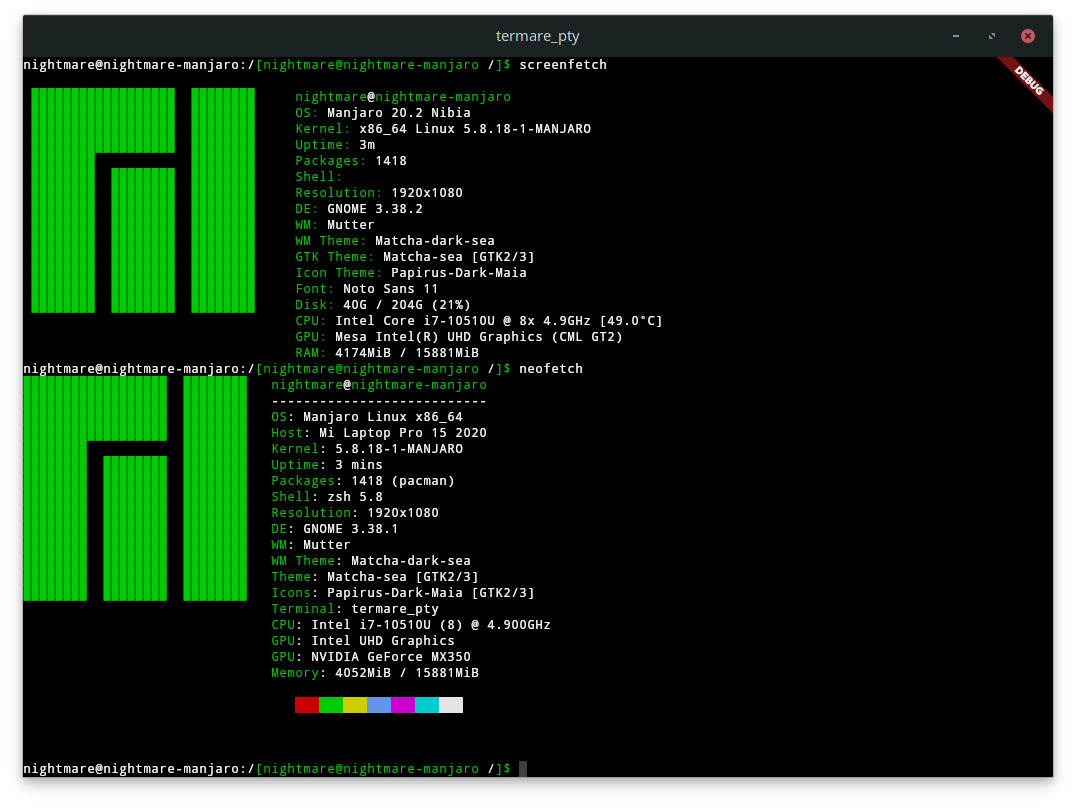 termare_pty
nightmare@nightmare-manjaro:/[nightmare@nightmare-manjaro /]$ screenfetch
DEBUG
nightmare@nightmare-manjaro
OS: Manjaro 20.2 Nibia
Kernel: x86_64 Linux 5.8.18-1-MANJARO
Uptime: 3m
Packages: 1418
Shell:
Resolution: 1920x1080
DE: GNOME 3.38.2
WM: Mutter
WM Theme: Matcha-dark-sea
GTK Theme: Matcha-sea [GTK2/3]
Icon Theme: Papirus-Dark-Maia
Font: Noto Sans 11
Disk: 40G / 204G (21%)
CPU: Intel Core i7-10510U @ 8x 4.9GHz [49.0°C]
GPU: Mesa Intel(R) UHD Graphics (CML GT2)
RAM: 4174MiB / 15881MiB
nightmare@nightmare-manjaro:/[nightmare@nightmare-manjaro /]$ neofetch
nightmare@nightmare-manjaro
---------------------------
OS: Manjaro Linux x86_64
Host: Mi Laptop Pro 15 2020
Kernel: 5.8.18-1-MANJARO
Uptime: 3 mins
Packages: 1418 (pacman)
Shell: zsh 5.8
Resolution: 1920x1080
DE: GNOME 3.38.1
WM: Mutter
WM Theme: Matcha-dark-sea
Theme: Matcha-sea [GTK2/3]
Icons: Papirus-Dark-Maia [GTK2/3]
Terminal: termare_pty
CPU: Intel i7-10510U (8) @ 4.900GHz
GPU: Intel UHD Graphics
GPU: NVIDIA GeForce MX350
Memory: 4052MiB / 15881MiB
nightmare@nightmare-manjaro:/[nightmare@nightmare-manjaro /]$